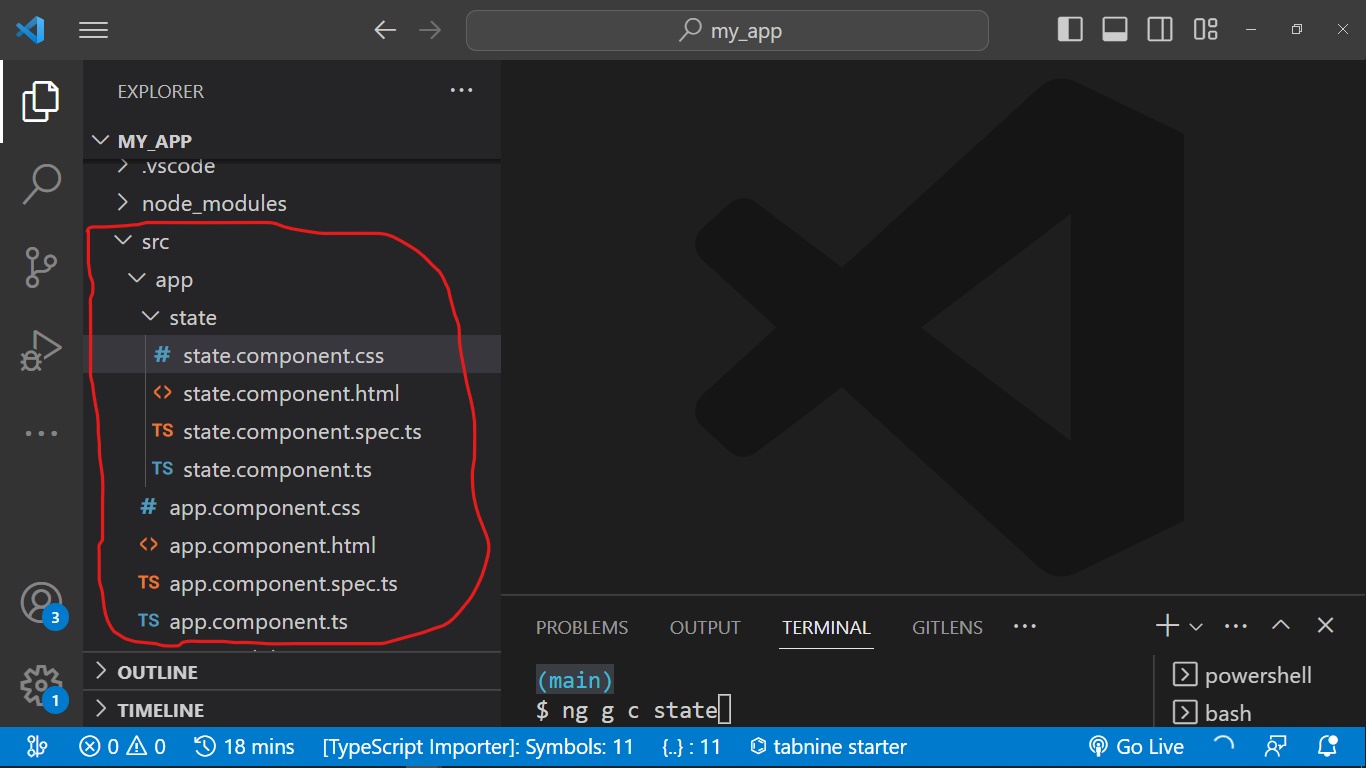 my_app
EXPLORER
MY_APP
.vscode
node_modules
src
app
state
# state.component.css
<> state.component.html
TS state.component.spec.ts
TS state.component.ts
# app.component.css
<> app.component.html
TS app.component.spec.ts
TS app.component.ts
OUTLINE
TIMELINE
3
1
PROBLEMS OUTPUT TERMINAL GITLENS
(main)
$ ng g c state
powershell
bash
0 0 18 mins [TypeScript Importer]: Symbols: 11 {..} : 11 tabnine starter Go Live